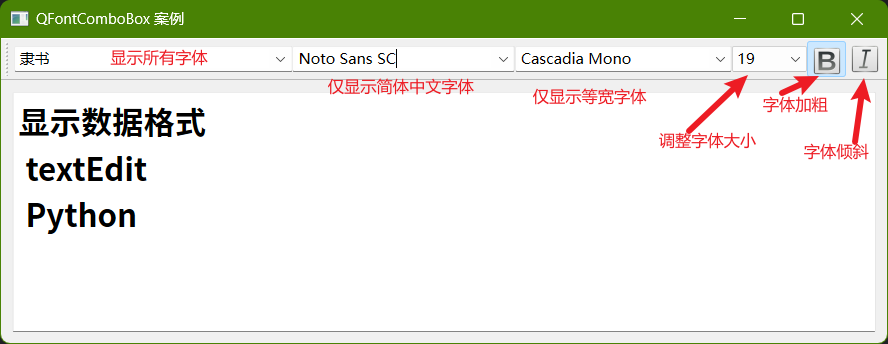 QFontComboBox 案例
隶书
显示所有字体
Noto Sans SC
Cascadia Mono
19
B
I
仅显示简体中文字体
仅显示等宽字体
字体加粗
调整字体大小
字体倾斜
显示数据格式
textEdit
Python